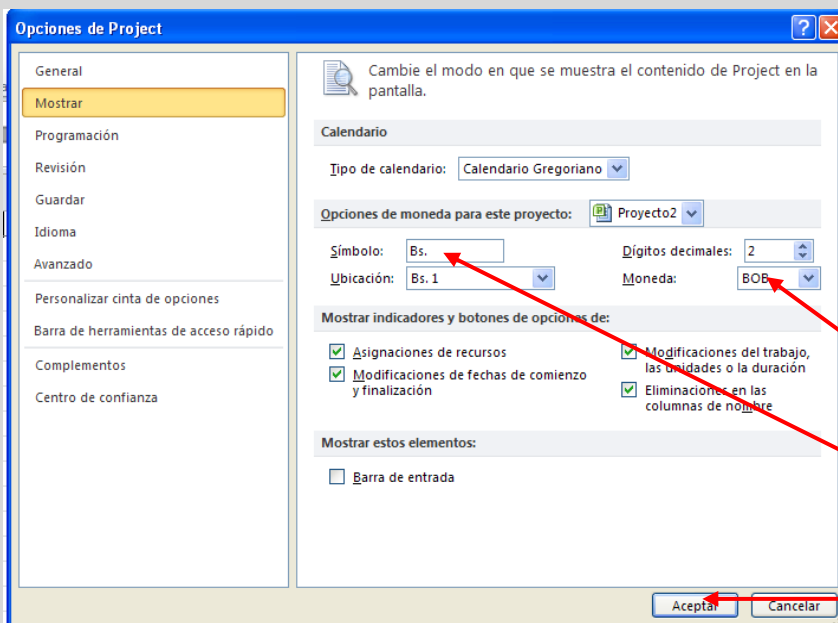 Opciones de Project
General
Mostrar
Programación
Revisión
Guardar
Idioma
Avanzado
Personalizar cinta de opciones
Barra de herramientas de acceso rápido
Complementos
Centro de confianza
Cambie el modo en que se muestra el contenido de Project en la
pantalla.
Calendario
Tipo de calendario: Calendario Gregoriano
Opciones de moneda para este proyecto: Proyecto2
Símbolo: Bs. Dígitos decimales: 2
Ubicación: Bs. 1 Moneda: BOB
Mostrar indicadores y botones de opciones de:
Asignaciones de recursos
Modificaciones de fechas de comienzo
y finalización
Modificaciones del trabajo,
las unidades o la duración
Eliminaciones en las
columnas de nombre
Mostrar estos elementos:
Barra de entrada
Aceptar Cancelar